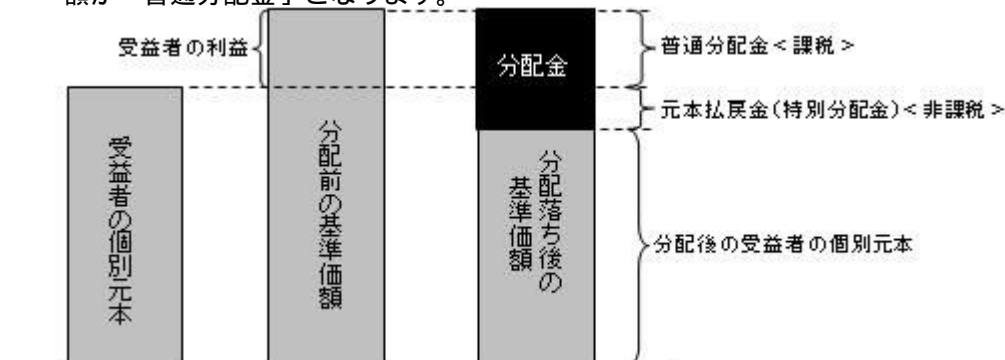 額が「普通分配金」となります。
受益者の利益
分配金
普通分配金<課税>
元本払戻金(特別分配金)<非課税>
受益者の個別元本
分配前の基準価額
分配落ち後の
基準価額
分配後の受益者の個別元本